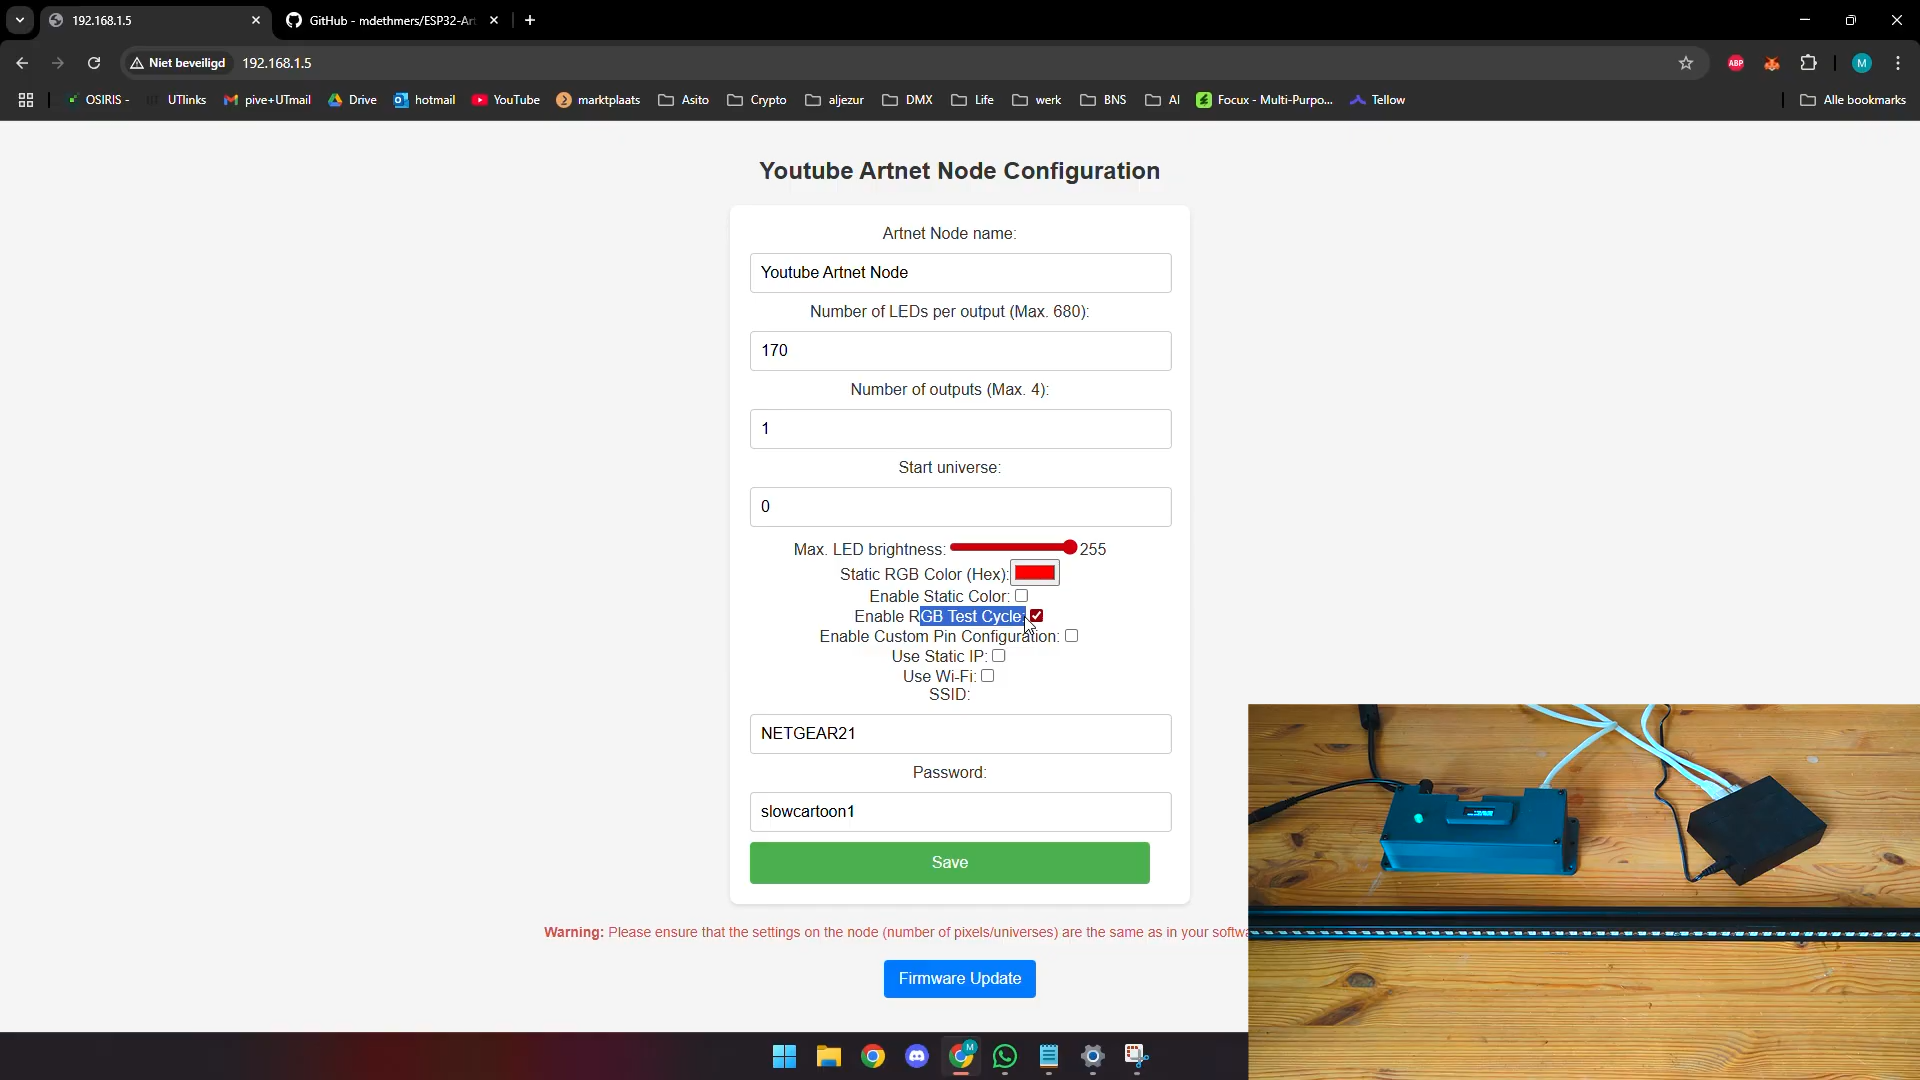 192.168.1.5
GitHub - mdethmers/ESP32-Art
Niet beveiligd
192.168.1.5
ABP
M
OSIRIS -
UTlinks
pive+UTmail
Drive
hotmail
YouTube
marktplaats
Asito
Crypto
aljezur
DMX
Life
werk
BNS
AI
Focux - Multi-Purpo...
Tellow
Alle bookmarks
Youtube Artnet Node Configuration
Artnet Node name:
Youtube Artnet Node
Number of LEDs per output (Max. 680):
170
Number of outputs (Max. 4):
1
Start universe:
0
Max. LED brightness: 255
Static RGB Color (Hex):
Enable Static Color:
Enable RGB Test Cycle:
Enable Custom Pin Configuration:
Use Static IP:
Use Wi-Fi:
SSID:
NETGEAR21
Password:
slowcartoon1
Save
Warning: Please ensure that the settings on the node (number of pixels/universes) are the same as in your softwa
Firmware Update
M